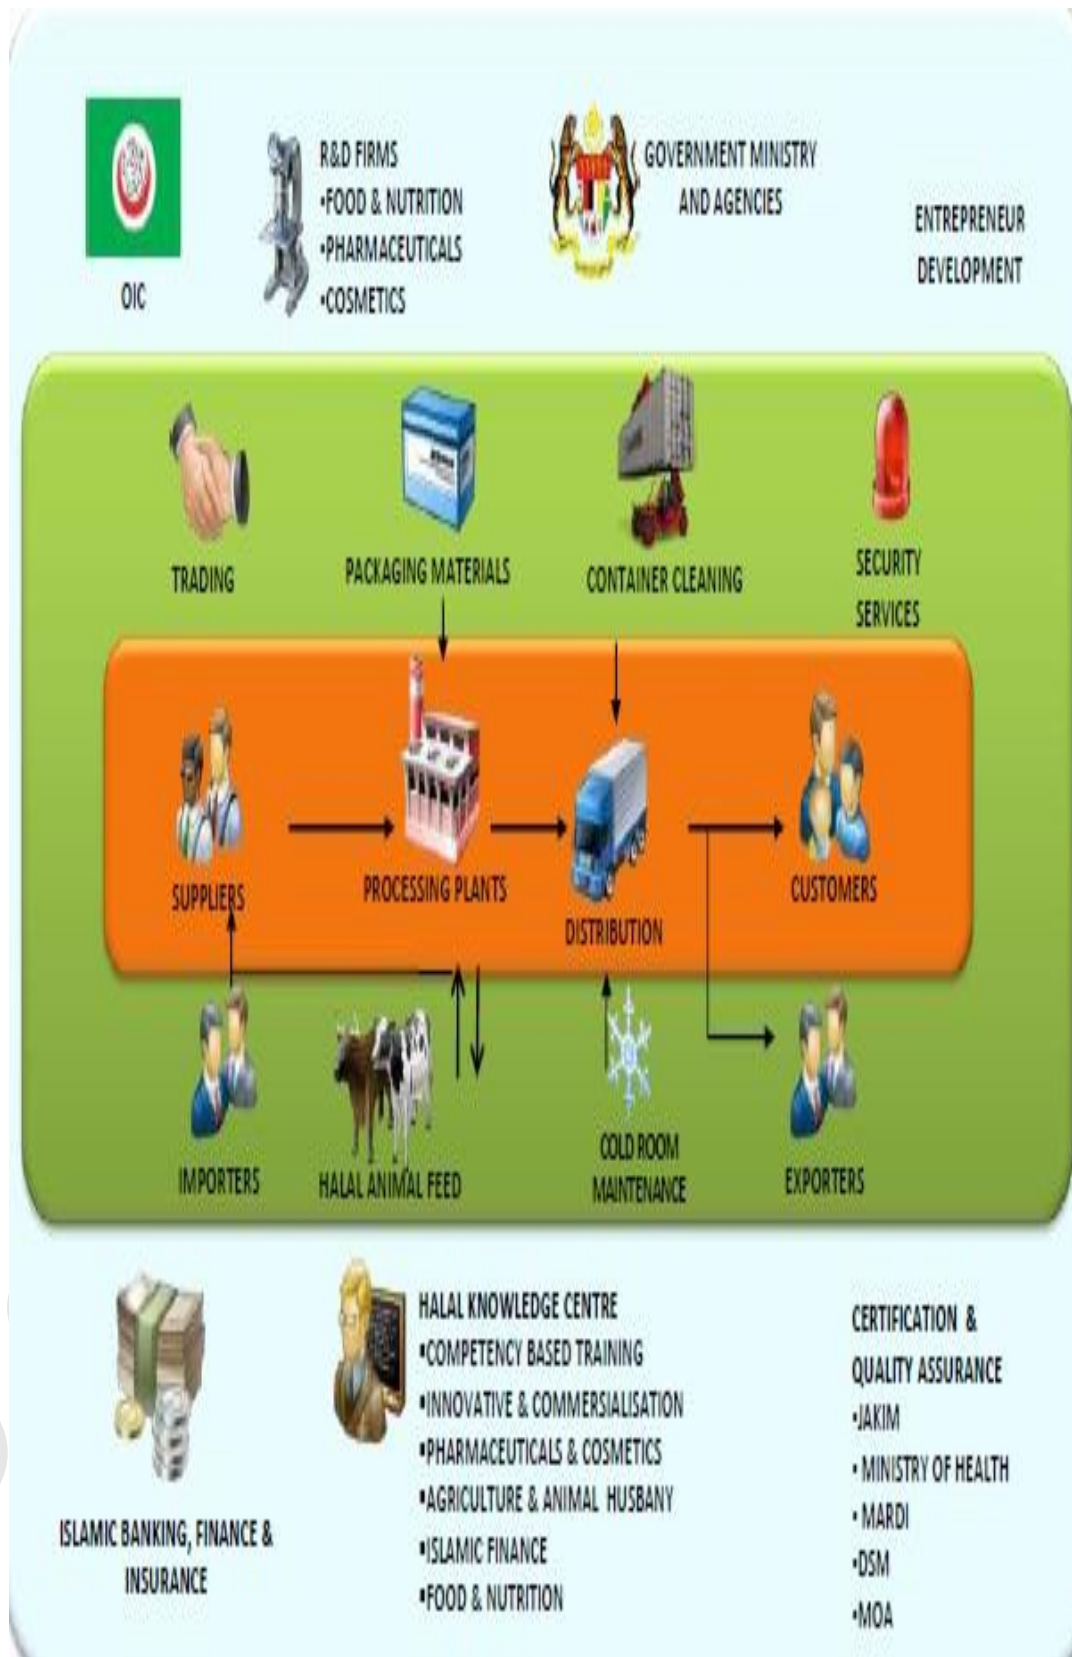 OIC
R&D FIRMS
•FOOD & NUTRITION
•PHARMACEUTICALS
•COSMETICS
GOVERNMENT MINISTRY
AND AGENCIES
ENTREPRENEUR
DEVELOPMENT
TRADING
PACKAGING MATERIALS
CONTAINER CLEANING
SECURITY
SERVICES
SUPPLIERS
PROCESSING PLANTS
DISTRIBUTION
CUSTOMERS
IMPORTERS
HALAL ANIMAL FEED
COLD ROOM
MAINTENANCE
EXPORTERS
ISLAMIC BANKING, FINANCE &
INSURANCE
HALAL KNOWLEDGE CENTRE
▪COMPETENCY BASED TRAINING
▪INNOVATIVE & COMMERSIALISATION
▪PHARMACEUTICALS & COSMETICS
▪AGRICULTURE & ANIMAL HUSBANY
▪ISLAMIC FINANCE
▪FOOD & NUTRITION
CERTIFICATION &
QUALITY ASSURANCE
•JAKIM
• MINISTRY OF HEALTH
• MARDI
•DSM
•MOA